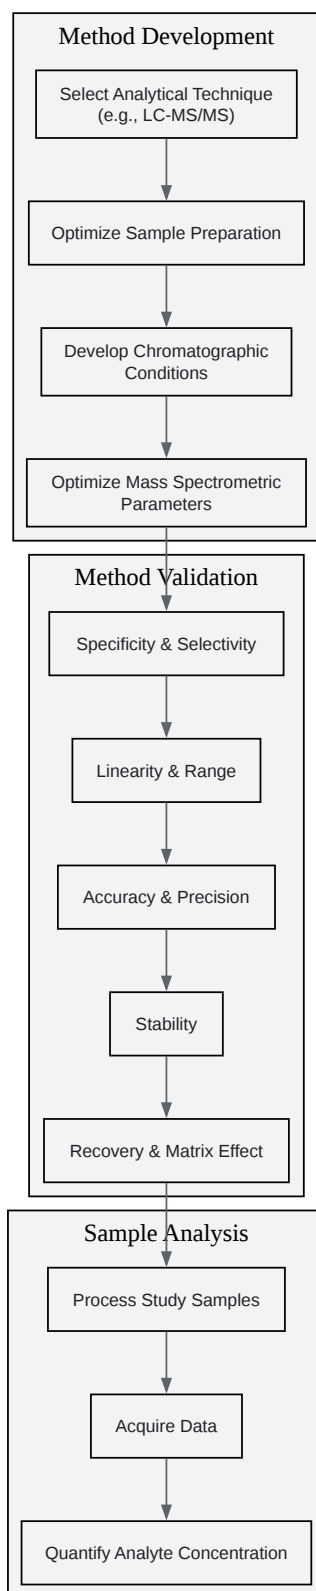 Method Development
Select Analytical Technique
(e.g., LC-MS/MS)
Optimize Sample Preparation
Develop Chromatographic
Conditions
Optimize Mass Spectrometric
Parameters
Method Validation
Specificity & Selectivity
Linearity & Range
Accuracy & Precision
Stability
Recovery & Matrix Effect
Sample Analysis
Process Study Samples
Acquire Data
Quantify Analyte Concentration